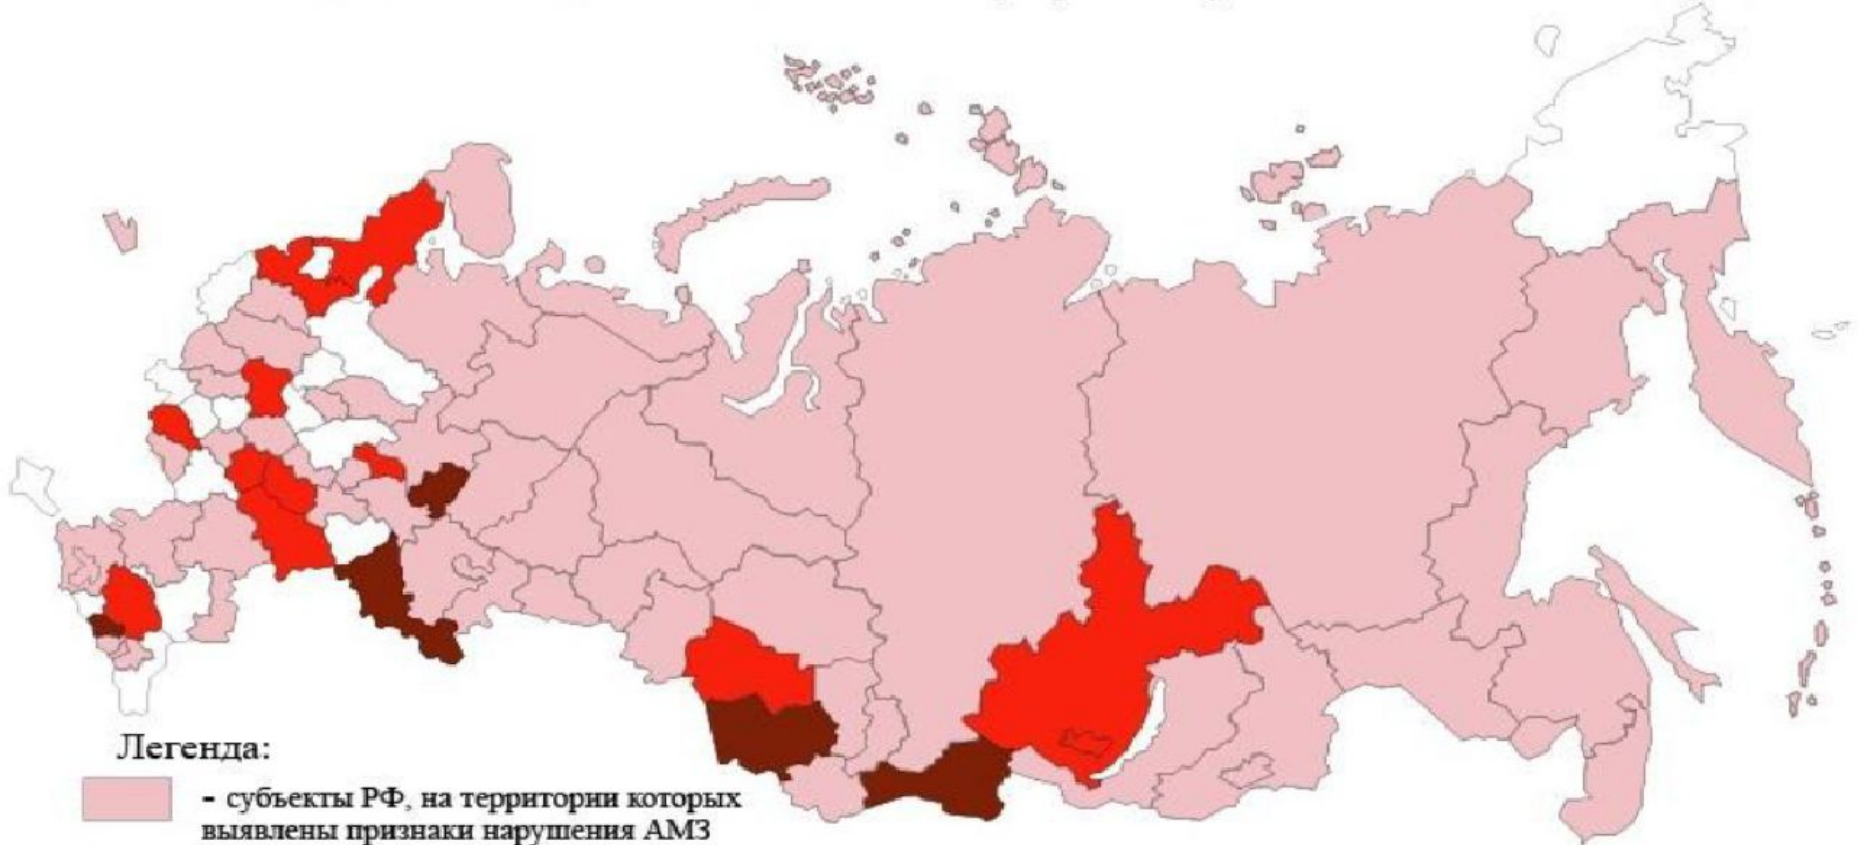 Легенда:
- субъекты РФ, на территории которых
выявлены признаки нарушения АМЗ